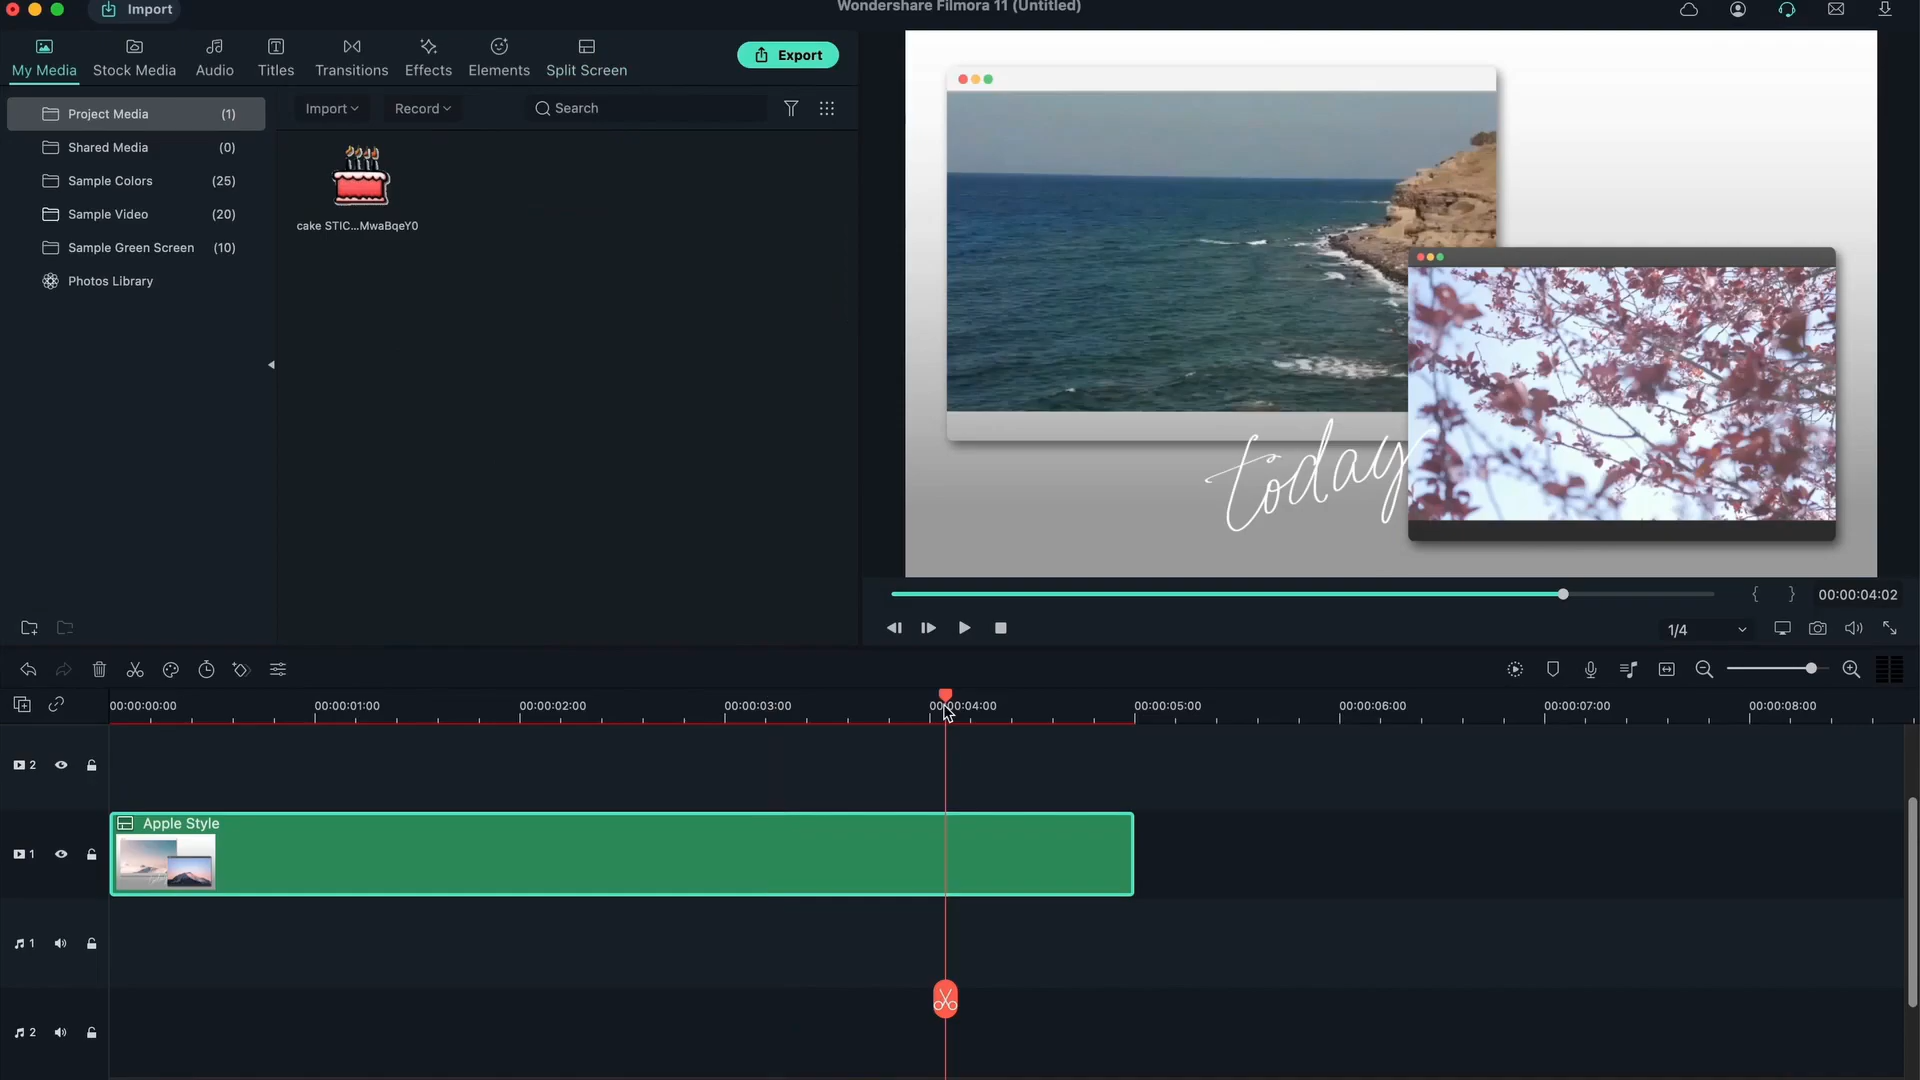 Wondershare Filmora 11 (Untitled)
Import
My Media
Stock Media
Audio
Titles
Transitions
Effects
Elements
Split Screen
Export
Project Media (1)
Shared Media (0)
Sample Colors (25)
Sample Video (20)
Sample Green Screen (10)
Photos Library
Import
Record
Search
cake STIC...MwaBqeY0
today
00:00:04:02
1/4
00:00:00:00
00:00:01:00
00:00:02:00
00:00:03:00
00:00:04:00
00:00:05:00
00:00:06:00
00:00:07:00
00:00:08:00
2
1
Apple Style
1
2